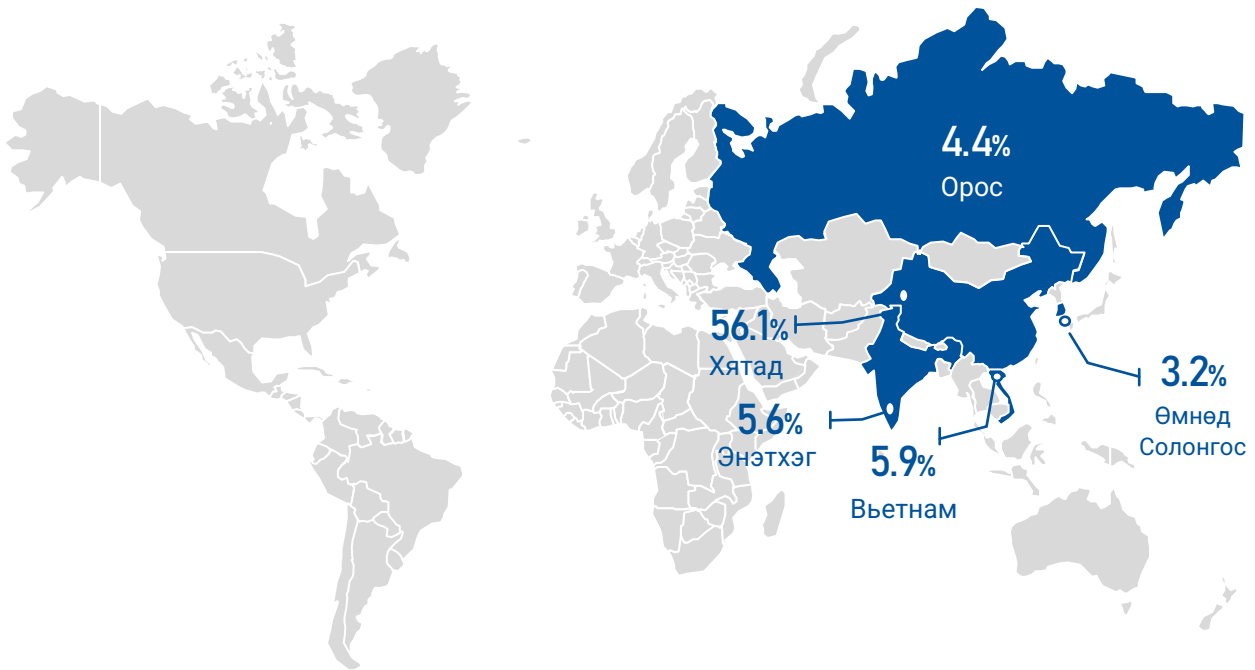 4.4%
Орос
56.1%
Хятад
3.2%
Өмнөд
Солонгос
5.6%
Энэтхэг
5.9%
Вьетнам